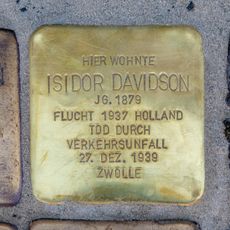 HIER WOHNTE
ISIDOR DAVIDSON
JG. 1879
FLUCHT 1937 HOLLAND
TOD DURCH
VERKEHRSUNFALL
27. DEZ. 1939
ZWOLLE